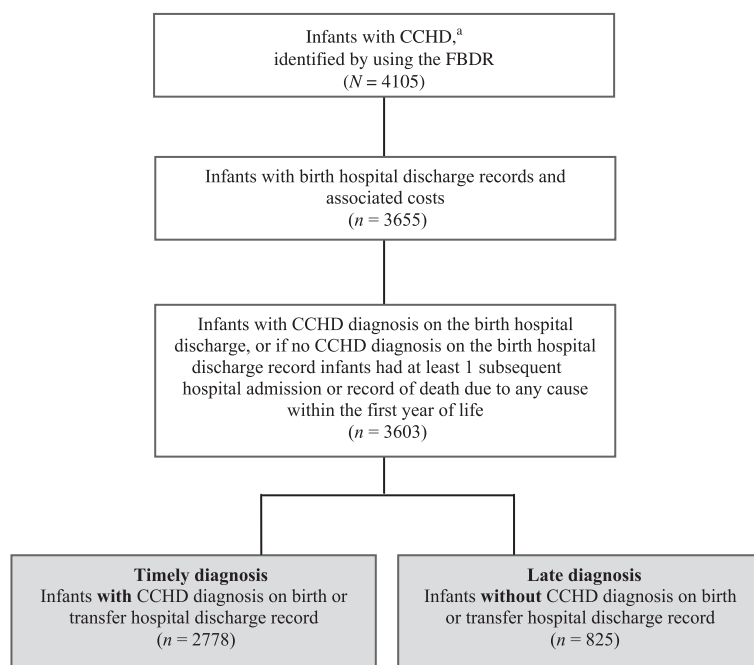 Infants with CCHD,a
identified by using the FBDR
(N = 4105)
Infants with birth hospital discharge records and
associated costs
(n = 3655)
Infants with CCHD diagnosis on the birth hospital
discharge, or if no CCHD diagnosis on the birth hospital
discharge record infants had at least 1 subsequent
hospital admission or record of death due to any cause
within the first year of life
(n = 3603)
Timely diagnosis
Infants with CCHD diagnosis on birth or
transfer hospital discharge record
(n = 2778)
Late diagnosis
Infants without CCHD diagnosis on birth
or transfer hospital discharge record
(n = 825)